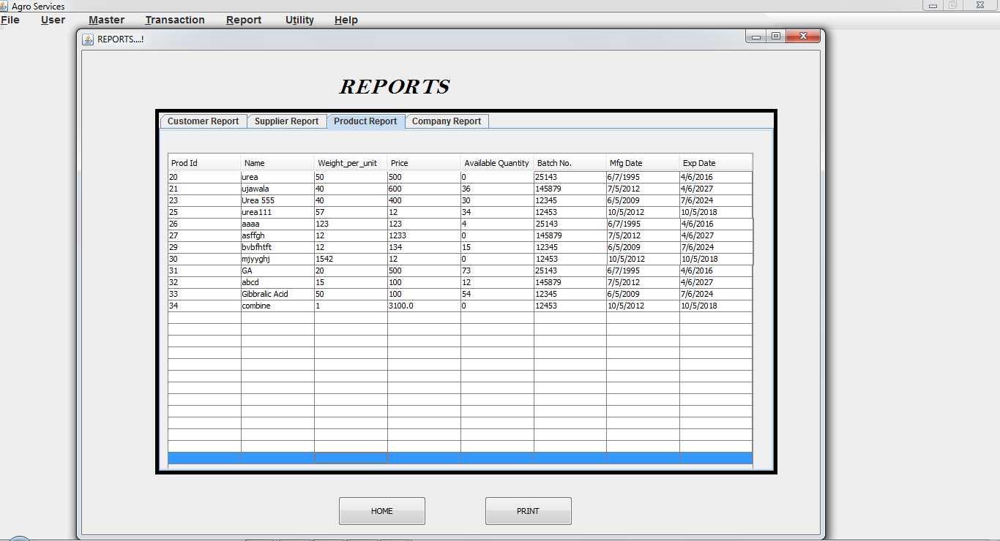 Agro Services
File User Master Transaction Report Utility Help
REPORTS....!
REPORTS
Customer Report Supplier Report Product Report Company Report
Prod Id Name Weight_per_unit Price Available Quantity Batch No. Mfg Date Exp Date
20 urea 50 500 0 25143 6/7/1995 4/6/2016
21 ujawala 40 600 36 145879 7/5/2012 4/6/2027
23 Urea 555 40 400 30 12345 6/5/2009 7/6/2024
25 urea111 57 12 34 12453 10/5/2012 10/5/2018
26 aaaa 123 123 4 25143 6/7/1995 4/6/2016
27 asffgh 12 1233 0 145879 7/5/2012 4/6/2027
29 bvbfhtft 12 134 15 12345 6/5/2009 7/6/2024
30 mjyyghj 1542 12 0 12453 10/5/2012 10/5/2018
31 GA 20 500 73 25143 6/7/1995 4/6/2016
32 abcd 15 100 12 145879 7/5/2012 4/6/2027
33 Gibbralic Acid 50 100 54 12345 6/5/2009 7/6/2024
34 combine 1 3100.0 0 12453 10/5/2012 10/5/2018
HOME PRINT